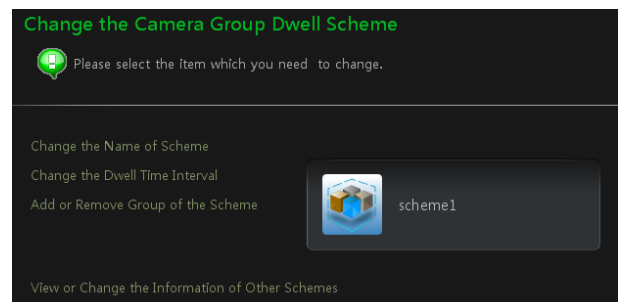 Change the Camera Group Dwell Scheme
Please select the item which you need to change.
Change the Name of Scheme
Change the Dwell Time Interval
Add or Remove Group of the Scheme
scheme1
View or Change the Information of Other Schemes